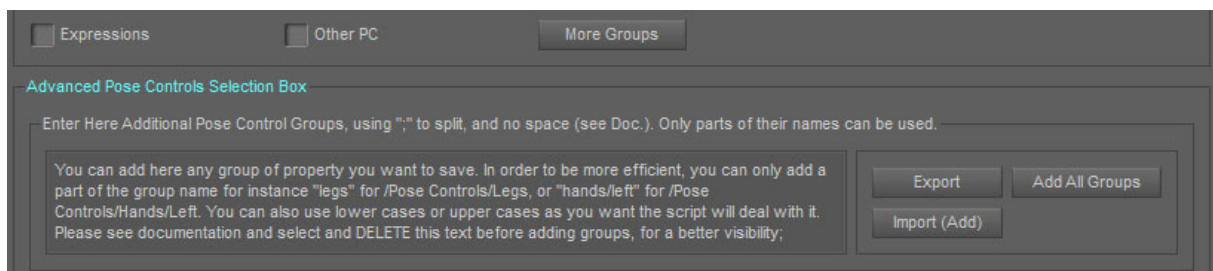 Expressions Other PC More Groups
Advanced Pose Controls Selection Box
Enter Here Additional Pose Control Groups, using ";" to split, and no space (see Doc.). Only parts of their names can be used.
You can add here any group of property you want to save. In order to be more efficient, you can only add a
part of the group name for instance "legs" for /Pose Controls/Legs, or "hands/left" for /Pose
Controls/Hands/Left. You can also use lower cases or upper cases as you want the script will deal with it.
Please see documentation and select and DELETE this text before adding groups, for a better visibility;
Export Add All Groups
Import (Add)